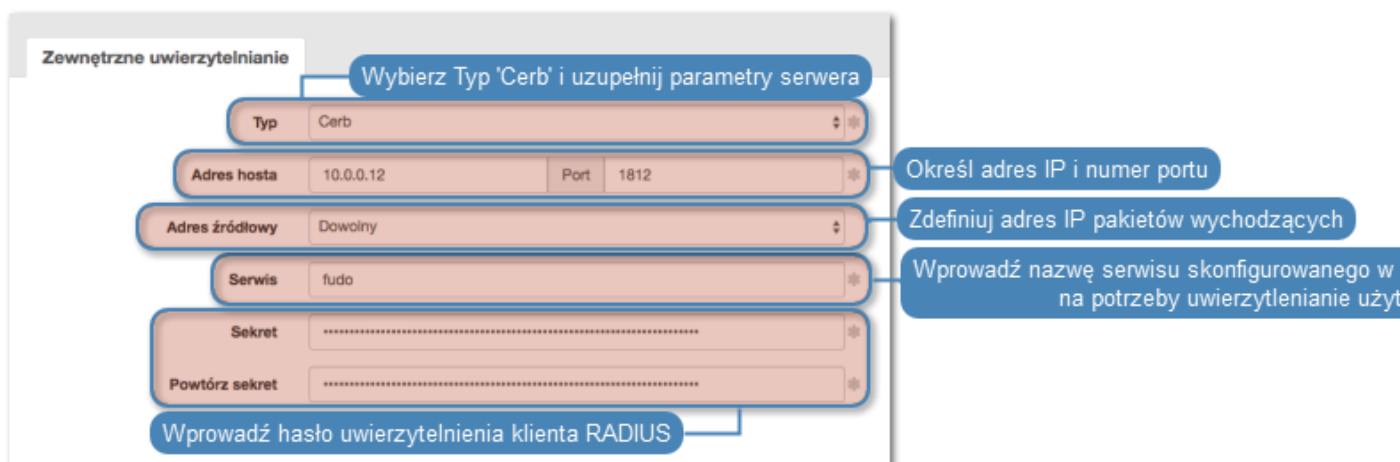 Zewnętrzne uwierzytelnianie
Wybierz Typ 'Cerb' i uzupełnij parametry serwera
Typ Cerb
Adres hosta 10.0.0.12 Port 1812
Określ adres IP i numer portu
Adres źródłowy Dowolny
Zdefiniuj adres IP pakietów wychodzących
Serwis fudo
Wprowadź nazwę serwisu skonfigurowanego w
na potrzeby uwierzytlenianie
Sekret
Powtórz sekret
Wprowadź hasło uwierzytelnienia klienta RADIUS